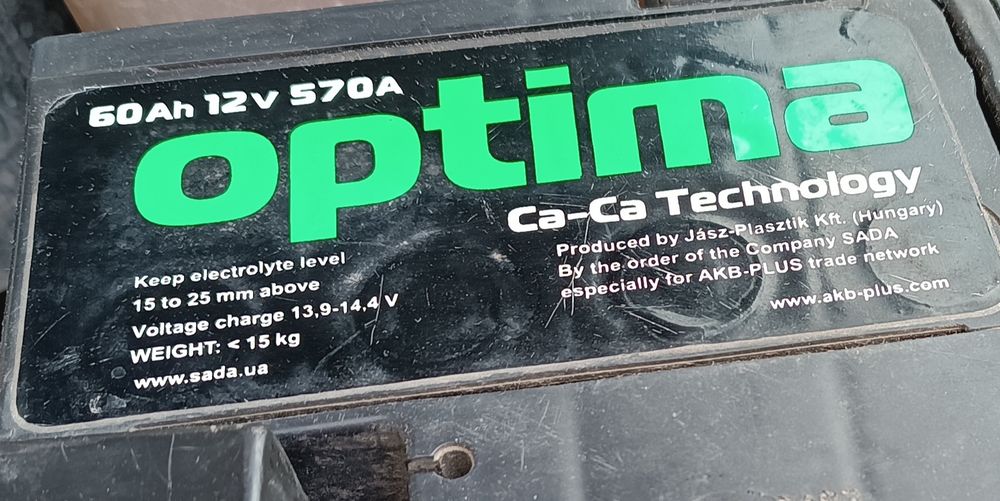 60Ah 12V 570A
optima
Ca-Ca Technology
Keep electrolyte level
15 to 25 mm above
Voltage charge 13,9-14,4 V
WEIGHT: < 15 kg
www.sada.ua
Produced by Jász-Plasztik Kft. (Hungary)
By the order of the Company SADA
especially for AKB-PLUS trade network
www.akb-plus.com